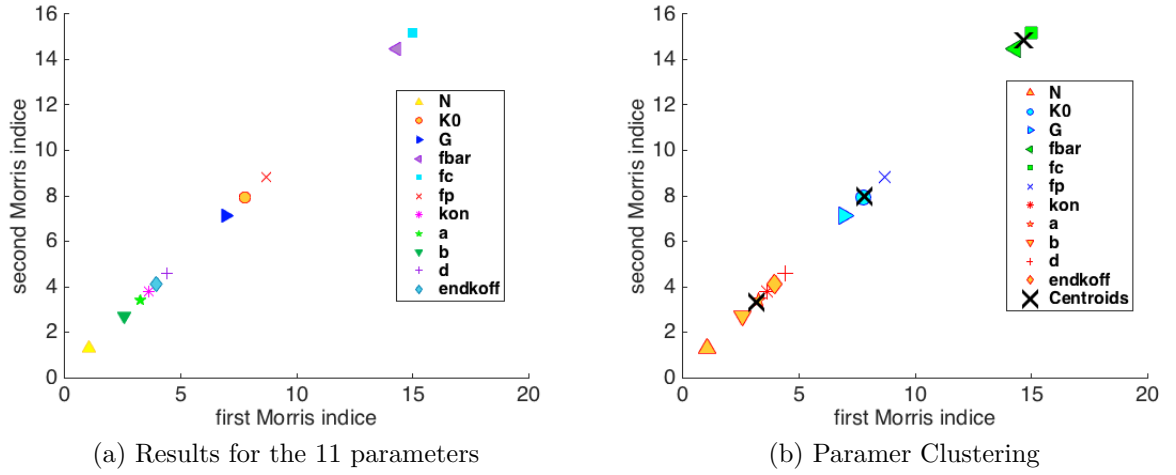 16
14
12
10
8
6
4
2
0
second Morris indice
0
5
10
15
20
first Morris indice
N
K0
G
fbar
fc
fp
kon
a
b
d
endkoff
(a) Results for the 11 parameters
16
14
12
10
8
6
4
2
0
second Morris indice
0
5
10
15
20
first Morris indice
N
K0
G
fbar
fc
fp
kon
a
b
d
endkoff
Centroids
(b) Paramer Clustering